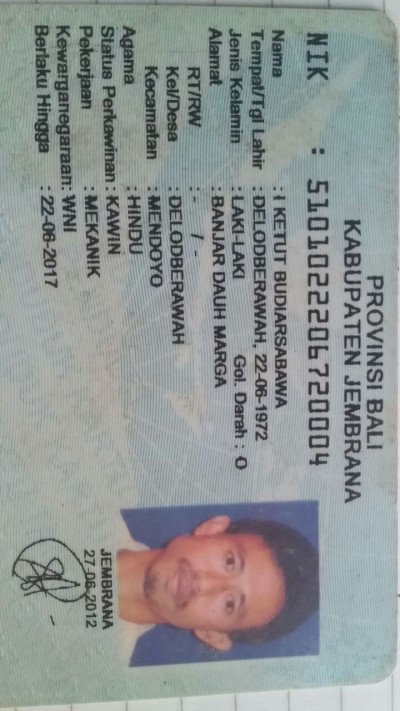 PROVINSI BALI
KABUPATEN JEMBRANA
NIK : 5101022206720004
Nama : I KETUT BUDIARSABAWA
Tempat/Tgl Lahir : DELODBERAWAH, 22-06-1972
Jenis Kelamin : LAKI-LAKI Gol. Darah : O
Alamat : BANJAR DAUH MARGA
RT/RW : - / -
Kel/Desa : DELODBERAWAH
Kecamatan : MENDOYO
Agama : HINDU
Status Perkawinan : KAWIN
Pekerjaan : MEKANIK
Kewarganegaraan: WNI
Berlaku Hingga : 22-06-2017
JEMBRANA
27-06-2012